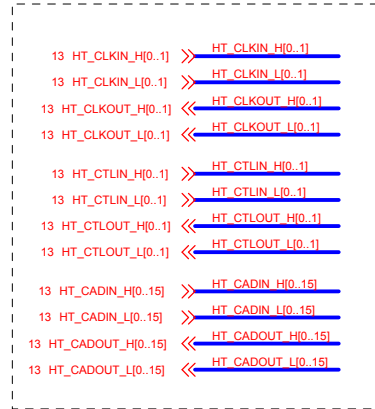 13 HT_CLKIN_H[0..1] HT_CLKIN_H[0..1]
13 HT_CLKIN_L[0..1] HT_CLKIN_L[0..1]
13 HT_CLKOUT_H[0..1] HT_CLKOUT_H[0..1]
13 HT_CLKOUT_L[0..1] HT_CLKOUT_L[0..1]
13 HT_CTLIN_H[0..1] HT_CTLIN_H[0..1]
13 HT_CTLIN_L[0..1] HT_CTLIN_L[0..1]
13 HT_CTLOUT_H[0..1] HT_CTLOUT_H[0..1]
13 HT_CTLOUT_L[0..1] HT_CTLOUT_L[0..1]
13 HT_CADIN_H[0..15] HT_CADIN_H[0..15]
13 HT_CADIN_L[0..15] HT_CADIN_L[0..15]
13 HT_CADOUT_H[0..15] HT_CADOUT_H[0..15]
13 HT_CADOUT_L[0..15] HT_CADOUT_L[0..15]